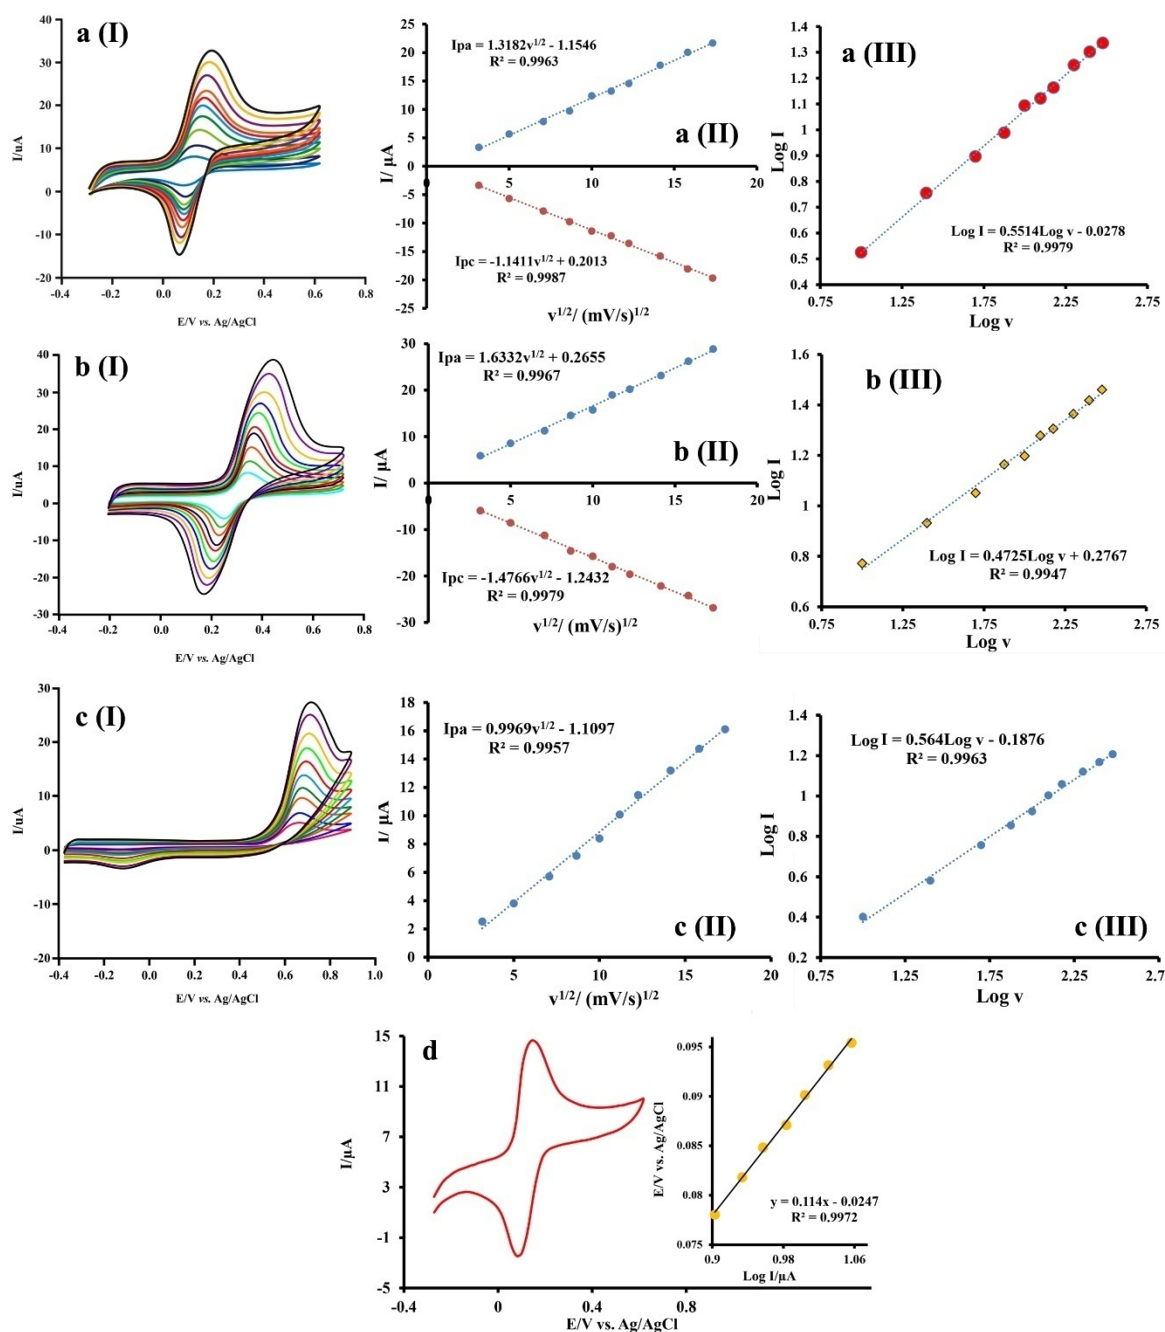 a (I)
40
30
20
10
0
-10
20
I/uA
-0.4
-0.2
0.0
0.2
0.4
0.6
0.8
E/V vs. Ag/AgCl
25
20
15
10
5
0
-5
-10
-15
-20
-25
I/ µA
Ipa = 1.3182v1/2 - 1.1546
R² = 0.9963
a (II)
0
5
10
15
20
Ipc = -1.1411v1/2 + 0.2013
R² = 0.9987
v1/2/ (mV/s)1/2
a (III)
1.4
1.3
1.2
1.1
1
0.9
0.8
0.7
0.6
0.5
0.4
Log I
Log I = 0.5514Log v - 0.0278
R² = 0.9979
0.75
1.25
1.75
2.25
2.75
Log v
b (I)
40
30
20
10
0
-10
-20
-30
I/uA
-0.4
0.0
0.4
0.8
E/V vs. Ag/AgCl
30
20
10
0
-10
-20
-30
I/ µA
Ipa = 1.6332v1/2 + 0.2655
R² = 0.9967
b (II)
0
5
10
15
20
Ipc = -1.4766v1/2 - 1.2432
R² = 0.9979
v1/2/ (mV/s)1/2
b (III)
1.6
1.4
1.2
1
0.8
0.6
Log I
Log I = 0.4725Log v + 0.2767
R² = 0.9947
0.75
1.25
1.75
2.25
2.75
Log v
c (I)
30
20
10
0
-10
-20
I/uA
-0.4
-0.2
0.0
0.2
0.4
0.6
0.8
1.0
E/V vs. Ag/AgCl
18
16
14
12
10
8
6
4
2
0
I/ µA
Ipa = 0.9969v1/2 - 1.1097
R² = 0.9957
c (II)
0
5
10
15
20
v1/2/ (mV/s)1/2
1.4
1.2
1
0.8
0.6
0.4
0.2
Log I
Log I = 0.564Log v - 0.1876
R² = 0.9963
c (III)
0.75
1.25
1.75
2.25
2.7
Log v
d
15
11
7
3
-1
-5
I/µA
-0.4
0
0.4
0.8
E/V vs. Ag/AgCl
0.095
0.09
0.085
0.08
0.075
E/V vs. Ag/AgCl
y = 0.114x - 0.0247
R² = 0.9972
0.9
0.98
1.06
Log I/µA